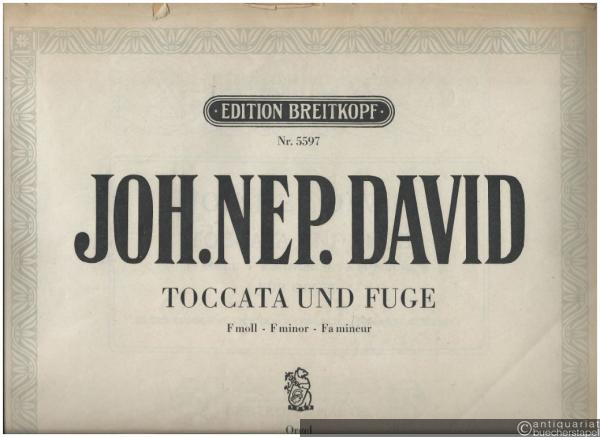 · EDITION BREITKOPF ·
Nr. 5597
JOH. NEP. DAVID
TOCCATA UND FUGE
F moll - F minor - Fa mineur
Orgel
© antiquariat
buecherstapel